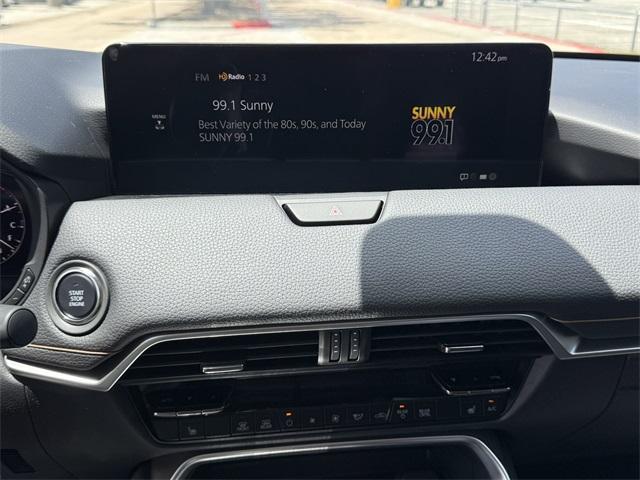 12:42 pm
FM HD Radio 1 2 3
99.1 Sunny
MENU
Best Variety of the 80s, 90s, and Today
SUNNY 99.1
SUNNY
99.1
START
STOP
ENGINE
C
A/C